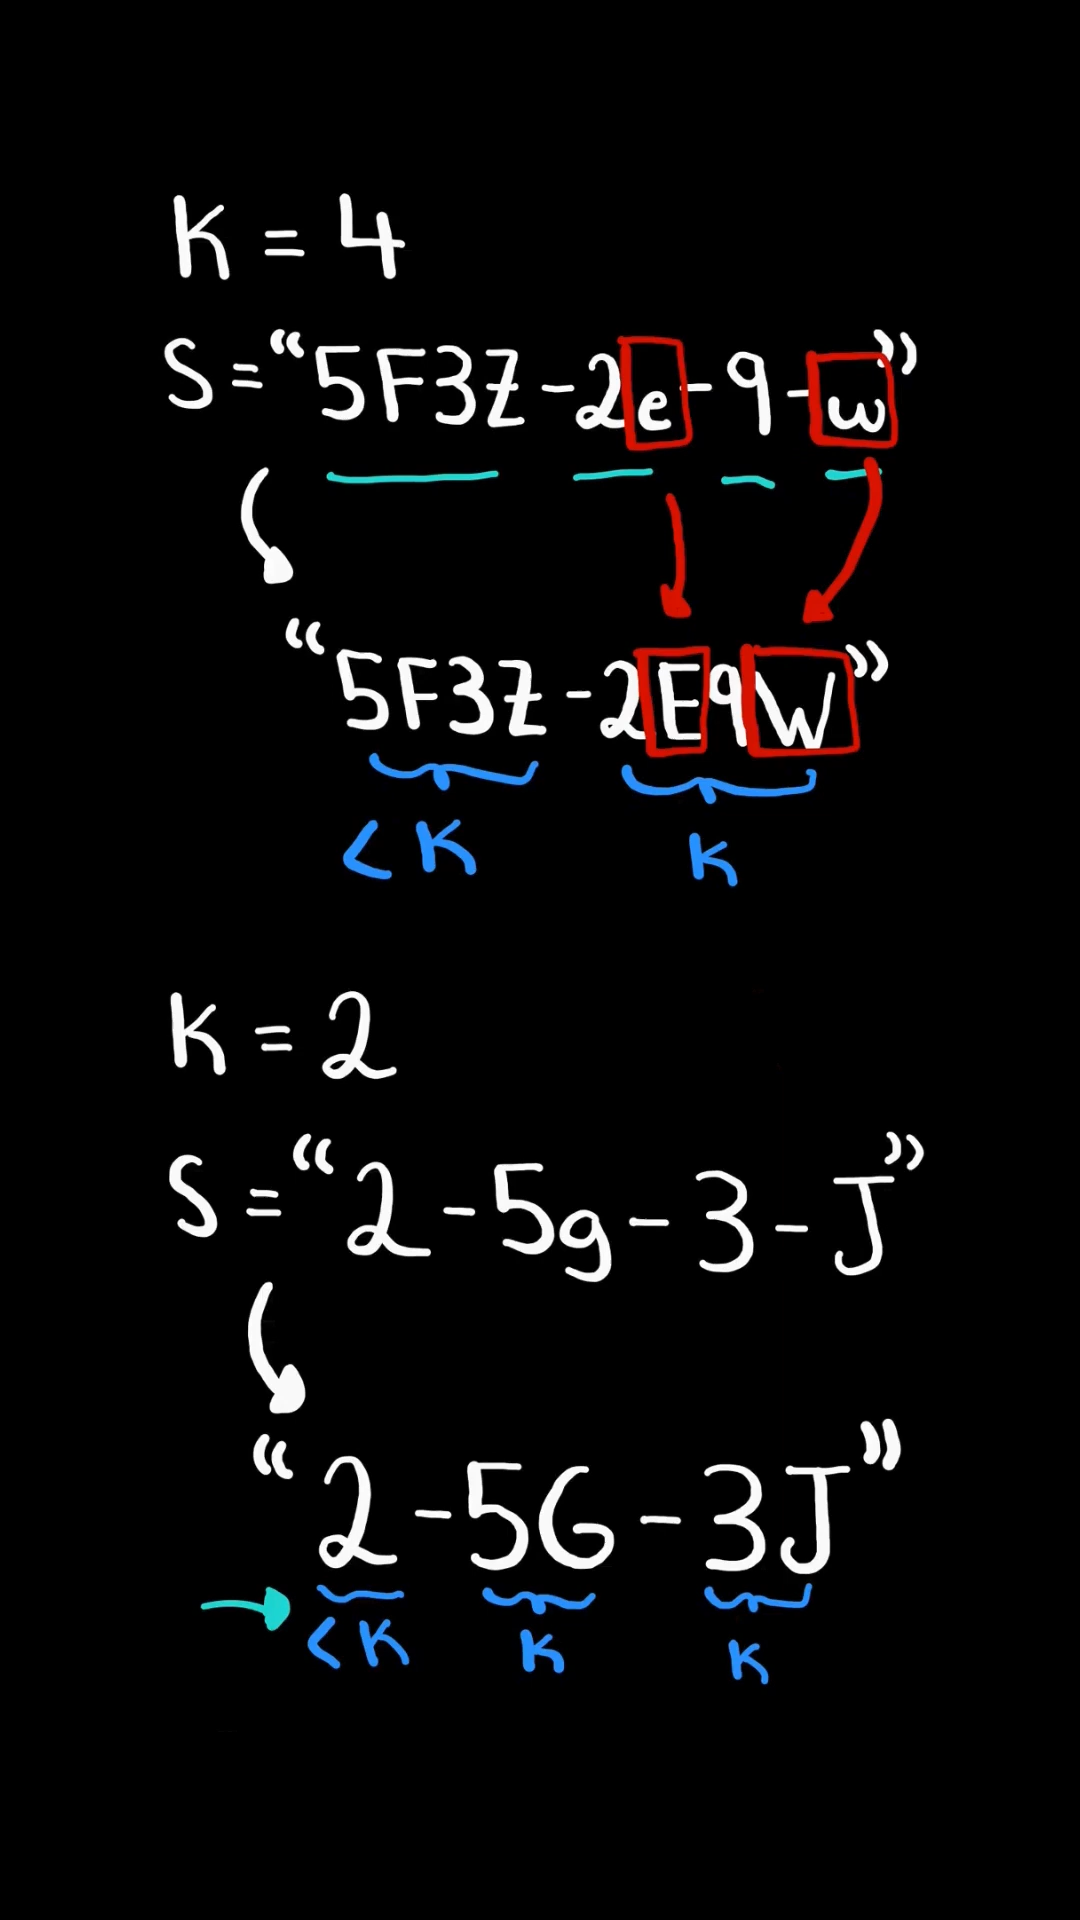 K = 4
S = “5F3Z-2e-9-w”
“5F3Z-2E9W”
<K K
K = 2
S = “2-5g-3-J”
“2-5G-3J”
<K K K